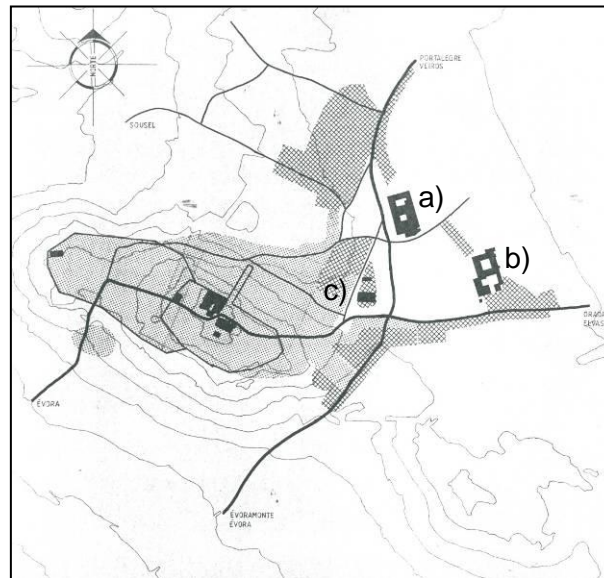 NORTE
PORTALEGRE
VEIROS
SOUSEL
a)
b)
c)
ELVAS
ÉVORA
ÉVORAMONTE
ÉVORA